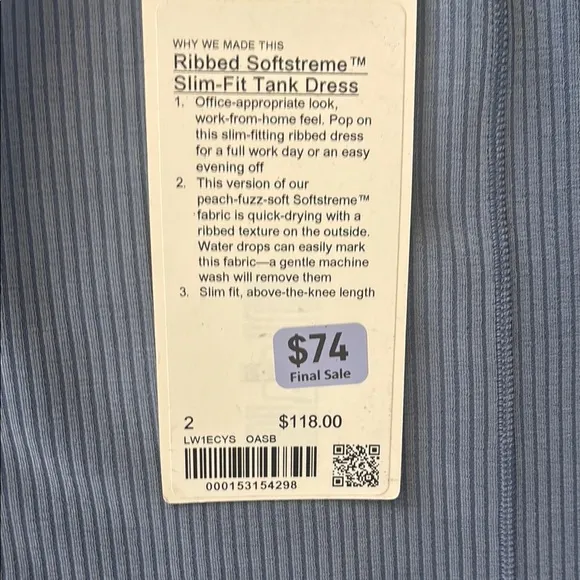 WHY WE MADE THIS
Ribbed Softstreme™
Slim-Fit Tank Dress
1. Office-appropriate look,
work-from-home feel. Pop on
this slim-fitting ribbed dress
for a full work day or an easy
evening off
2. This version of our
peach-fuzz-soft Softstreme™
fabric is quick-drying with a
ribbed texture on the outside.
Water drops can easily mark
this fabric—a gentle machine
wash will remove them
3. Slim fit, above-the-knee length
$74
Final Sale
2 $118.00
LW1ECYS OASB
000153154298